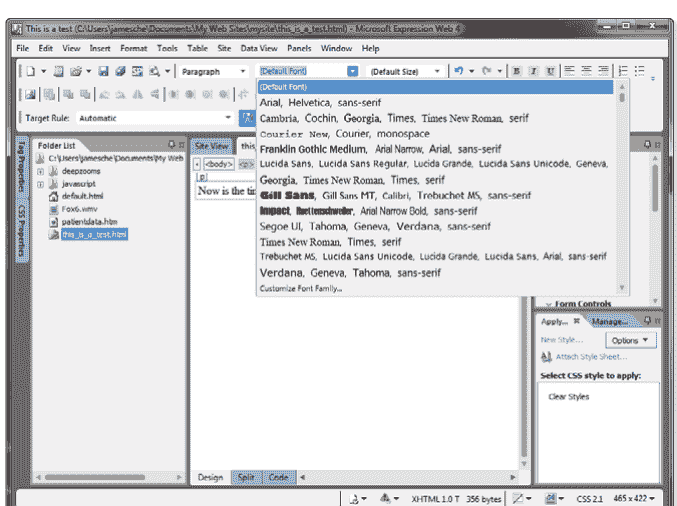 This is a test (C:\Users\jamesche\Documents\My Web Sites\mysite\this_is_a_test.html) - Microsoft Expression Web 4
File Edit View Insert Format Tools Table Site Data View Panels Window Help
Paragraph (Default Font) (Default Size) B I U
(Default Font)
Arial, Helvetica, sans-serif
Cambria, Cochin, Georgia, Times, Times New Roman, serif
Courier New, Courier, monospace
Franklin Gothic Medium, Arial Narrow, Arial, sans-serif
Lucida Sans, Lucida Sans Regular, Lucida Grande, Lucida Sans Unicode, Geneva,
Georgia, Times New Roman, Times, serif
Gill Sans, Gill Sans MT, Calibri, Trebuchet MS, sans-serif
Impact, Haettenschweiler, Arial Narrow Bold, sans-serif
Segoe UI, Tahoma, Geneva, Verdana, sans-serif
Times New Roman, Times, serif
Trebuchet MS, Lucida Sans Unicode, Lucida Grande, Lucida Sans, Arial, sans-serif
Verdana, Geneva, Tahoma, sans-serif
Customize Font Family...
Target Rule: Automatic
Tag Properties
CSS Properties
Folder List
C:\Users\jamesche\Documents\My Web
deepzooms
javascript
default.html
Fox6.wmv
patientdata.htm
this_is_a_test.html
Site View this
<body> <p>
p
Now is the tim
Design Split Code
Form Controls
Apply... Manage...
New Style... Options
Attach Style Sheet...
Select CSS style to apply:
Clear Styles
XHTML 1.0 T 356 bytes CSS 2.1 465 x 422